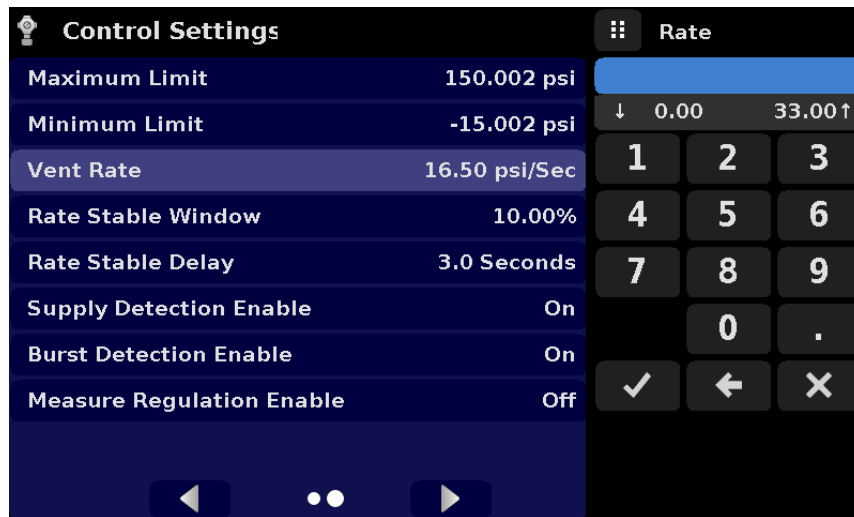 Control Settings
Maximum Limit 150.002 psi
Minimum Limit -15.002 psi
Vent Rate 16.50 psi/Sec
Rate Stable Window 10.00%
Rate Stable Delay 3.0 Seconds
Supply Detection Enable On
Burst Detection Enable On
Measure Regulation Enable Off
Rate
↓ 0.00 33.00↑
1 2 3
4 5 6
7 8 9
0 .